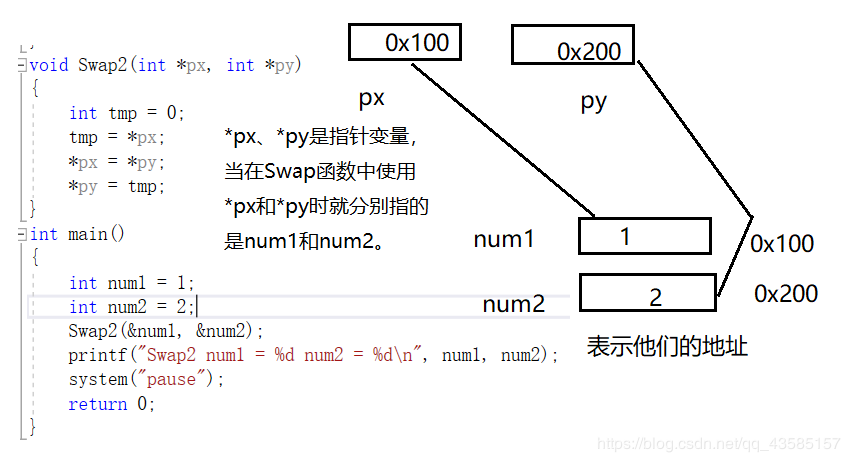 }
void Swap2(int *px, int *py)
{
int tmp = 0;
tmp = *px;
*px = *py;
*py = tmp;
}
int main()
{
int num1 = 1;
int num2 = 2;
Swap2(&num1, &num2);
printf("Swap2 num1 = %d num2 = %d\n", num1, num2);
system("pause");
return 0;
}
*px、*py是指针变量，
当在Swap函数中使用
*px和*py时就分别指的
是num1和num2。
0x100
0x200
px
py
num1
1
0x100
num2
2
0x200
表示他们的地址
https://blog.csdn.net/qq_43585157